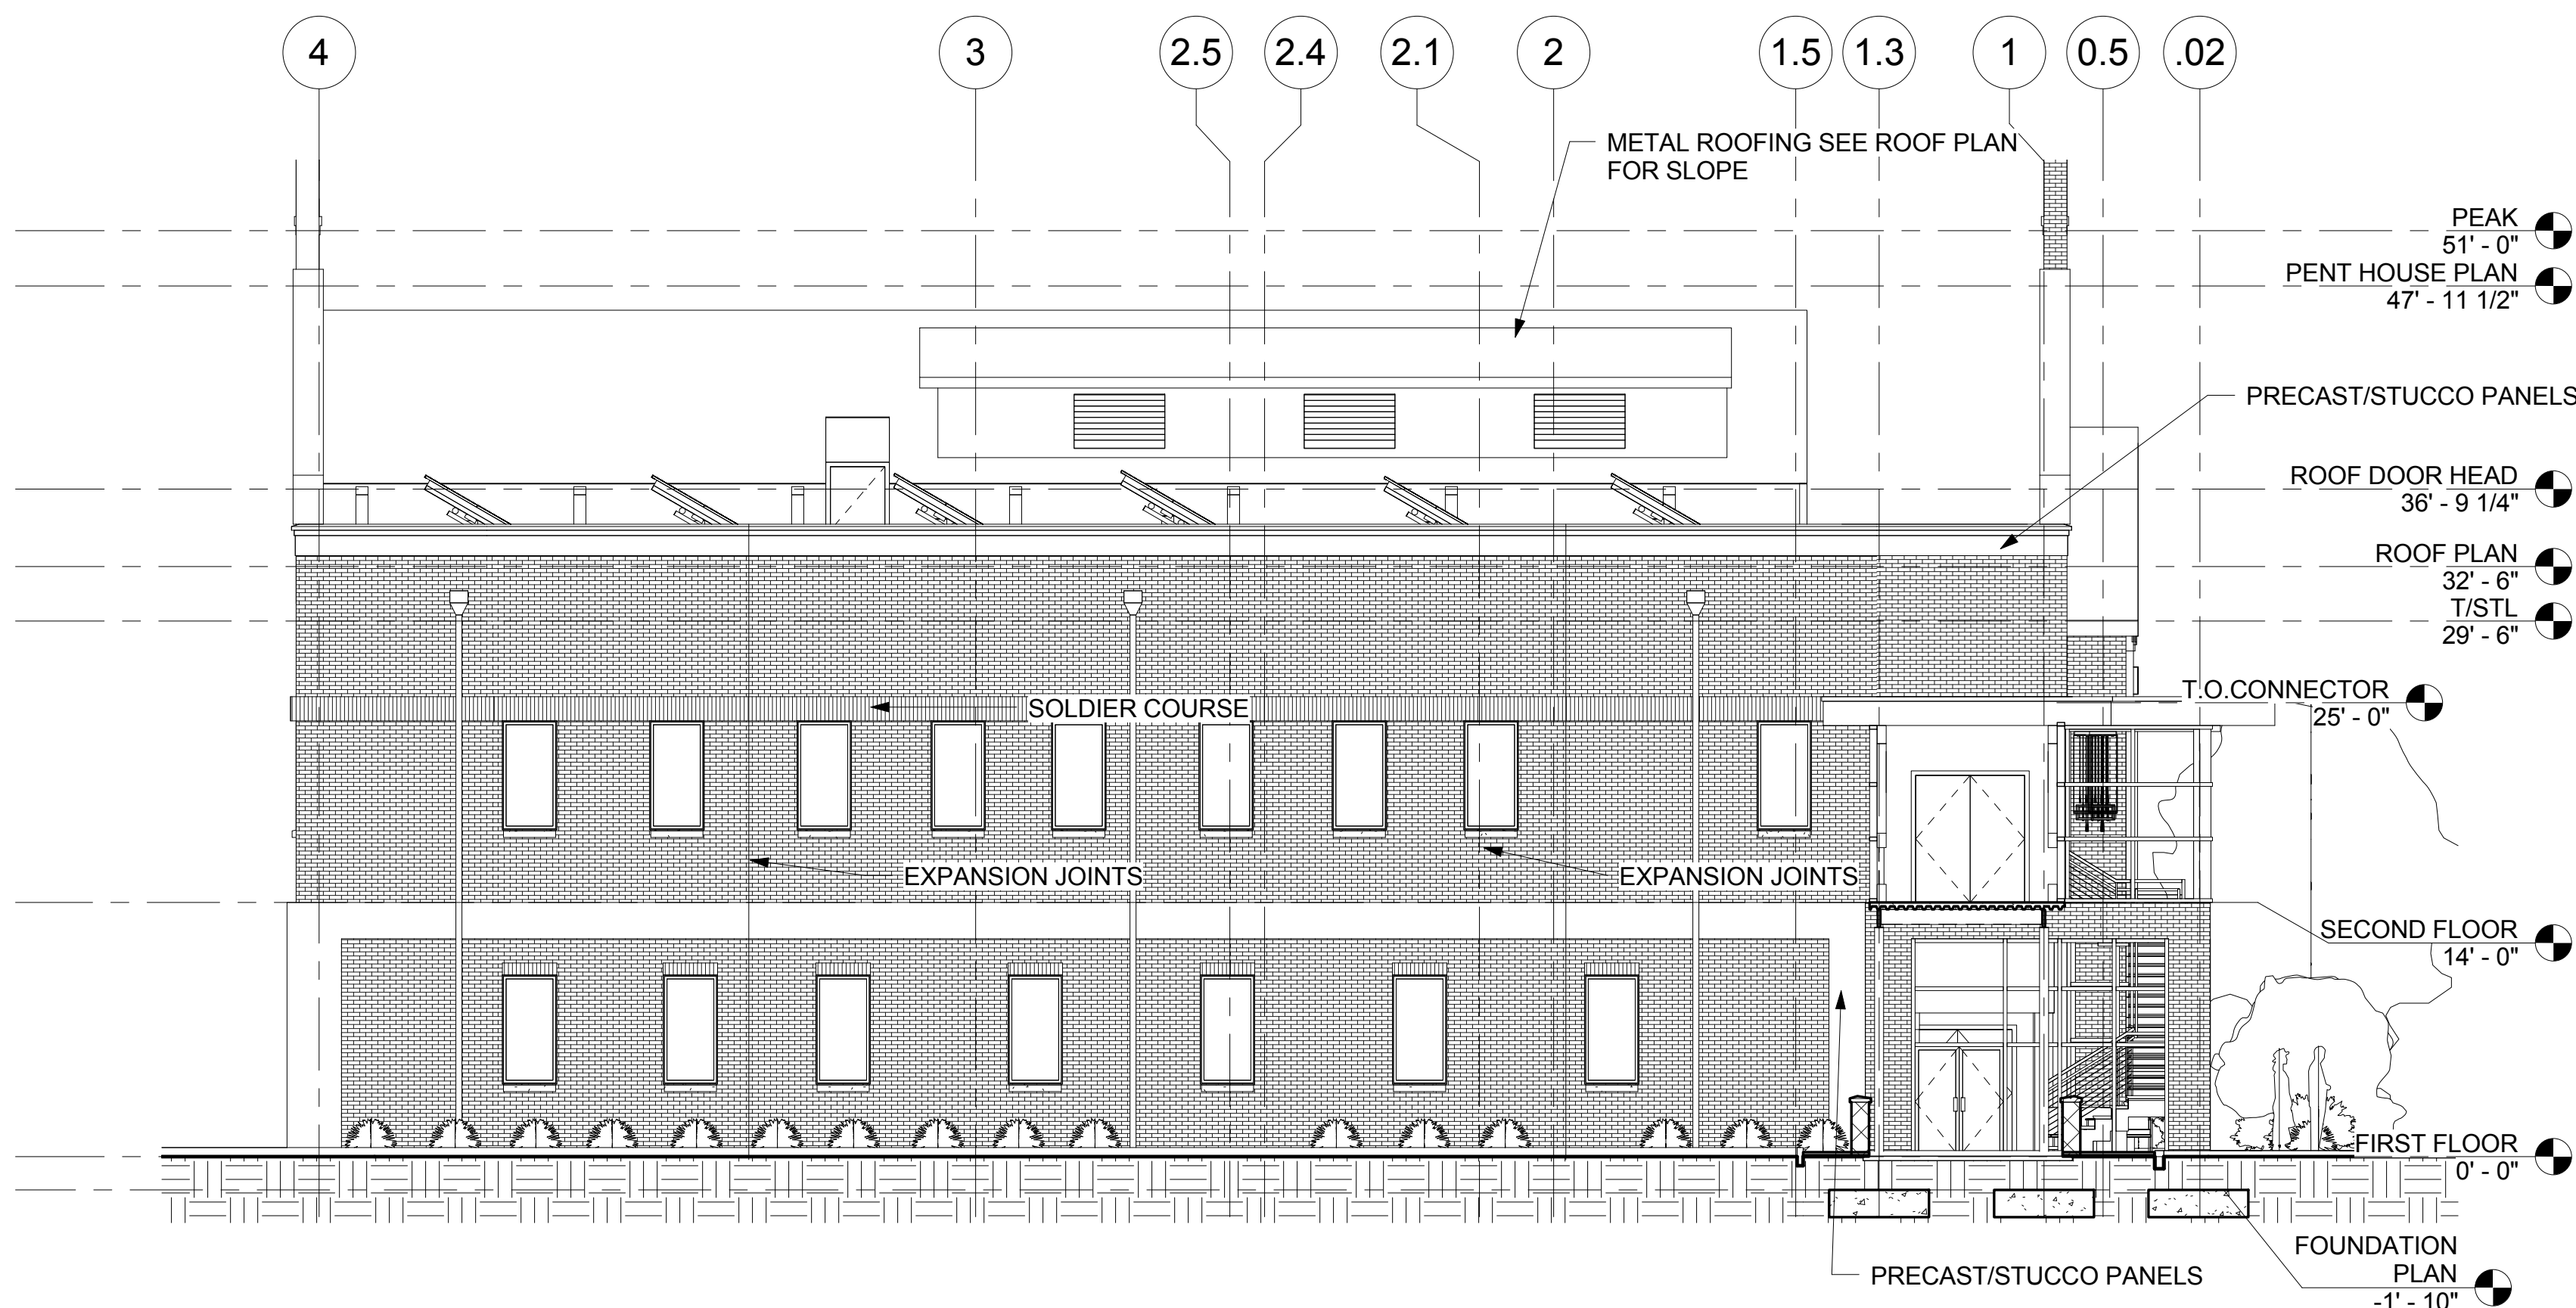 4
3
2.5
2.4
2.1
2
1.5
1.3
1
0.5
.02
METAL ROOFING SEE ROOF PLAN
FOR SLOPE
PEAK
51' - 0"
PENT HOUSE PLAN
47' - 11 1/2"
PRECAST/STUCCO PANELS
ROOF DOOR HEAD
36' - 9 1/4"
ROOF PLAN
32' - 6"
T/STL
29' - 6"
T.O.CONNECTOR
25' - 0"
SOLDIER COURSE
EXPANSION JOINTS
EXPANSION JOINTS
SECOND FLOOR
14' - 0"
FIRST FLOOR
0' - 0"
FOUNDATION
PLAN
-1' - 10"
PRECAST/STUCCO PANELS